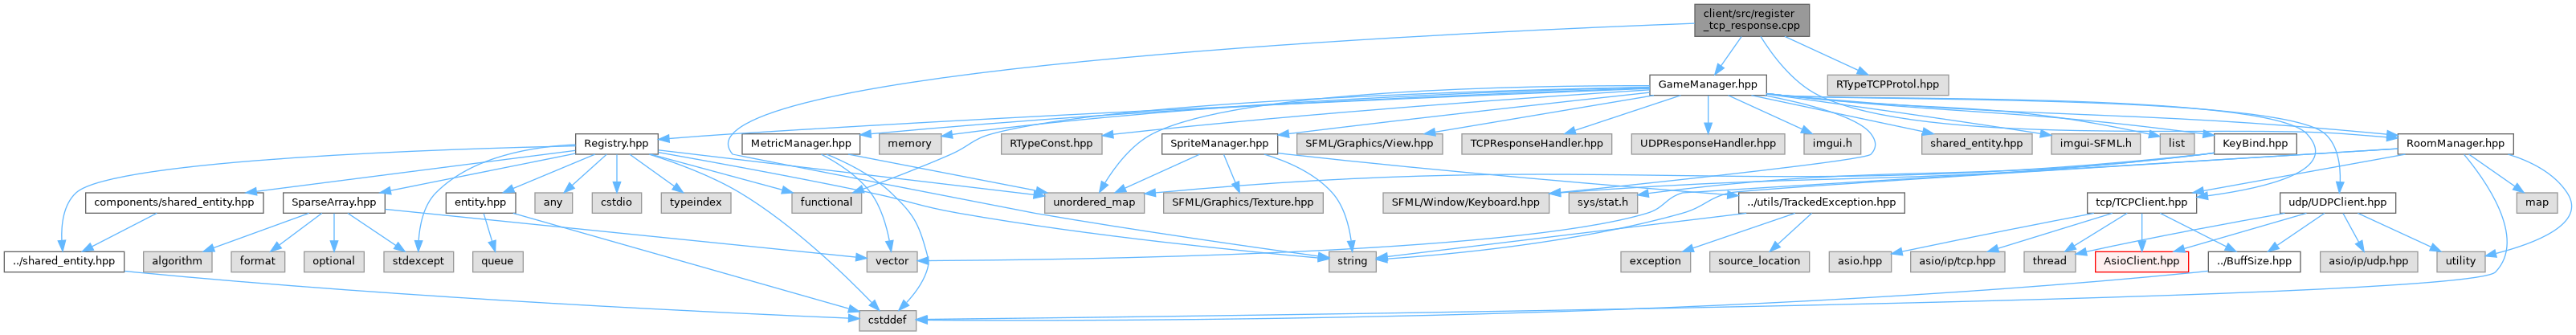 client/src/register
_tcp_response.cpp
GameManager.hpp
RTypeTCPProtol.hpp
Registry.hpp
MetricManager.hpp
memory
RTypeConst.hpp
SpriteManager.hpp
SFML/Graphics/View.hpp
TCPResponseHandler.hpp
UDPResponseHandler.hpp
imgui.h
shared_entity.hpp
imgui-SFML.h
list
KeyBind.hpp
RoomManager.hpp
components/shared_entity.hpp
SparseArray.hpp
entity.hpp
any
cstdio
typeindex
functional
unordered_map
SFML/Graphics/Texture.hpp
SFML/Window/Keyboard.hpp
sys/stat.h
../utils/TrackedException.hpp
tcp/TCPClient.hpp
udp/UDPClient.hpp
map
../shared_entity.hpp
algorithm
format
optional
stdexcept
queue
vector
string
exception
source_location
asio.hpp
asio/ip/tcp.hpp
thread
AsioClient.hpp
../BuffSize.hpp
asio/ip/udp.hpp
utility
cstddef